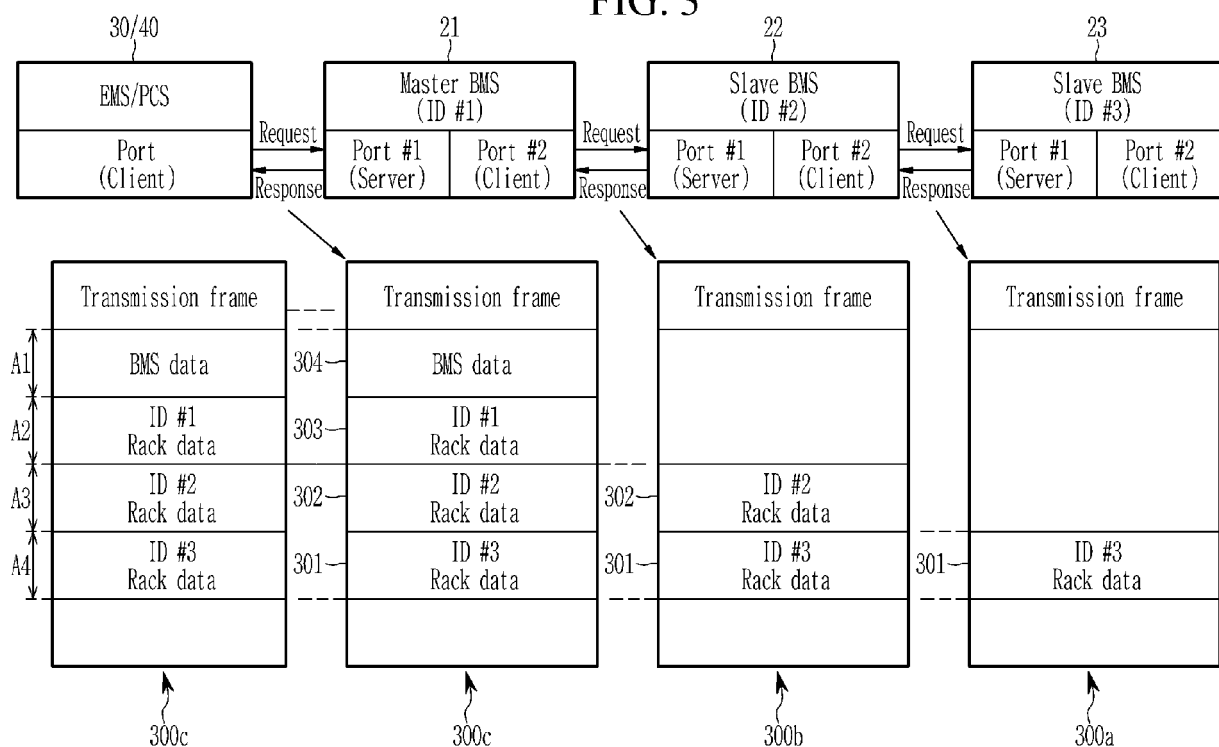 FIG. 5
30/40
21
22
23
EMS/PCS
Master BMS
(ID #1)
Slave BMS
(ID #2)
Slave BMS
(ID #3)
Request
Request
Request
Port
(Client)
Port #1
(Server)
Port #2
(Client)
Port #1
(Server)
Port #2
(Client)
Port #1
(Server)
Port #2
(Client)
Response
Response
Response
Transmission frame
Transmission frame
Transmission frame
Transmission frame
A1
BMS data
304
BMS data
A2
ID #1
Rack data
303
ID #1
Rack data
A3
ID #2
Rack data
302
ID #2
Rack data
302
ID #2
Rack data
A4
ID #3
Rack data
301
ID #3
Rack data
301
ID #3
Rack data
301
ID #3
Rack data
300c
300c
300b
300a